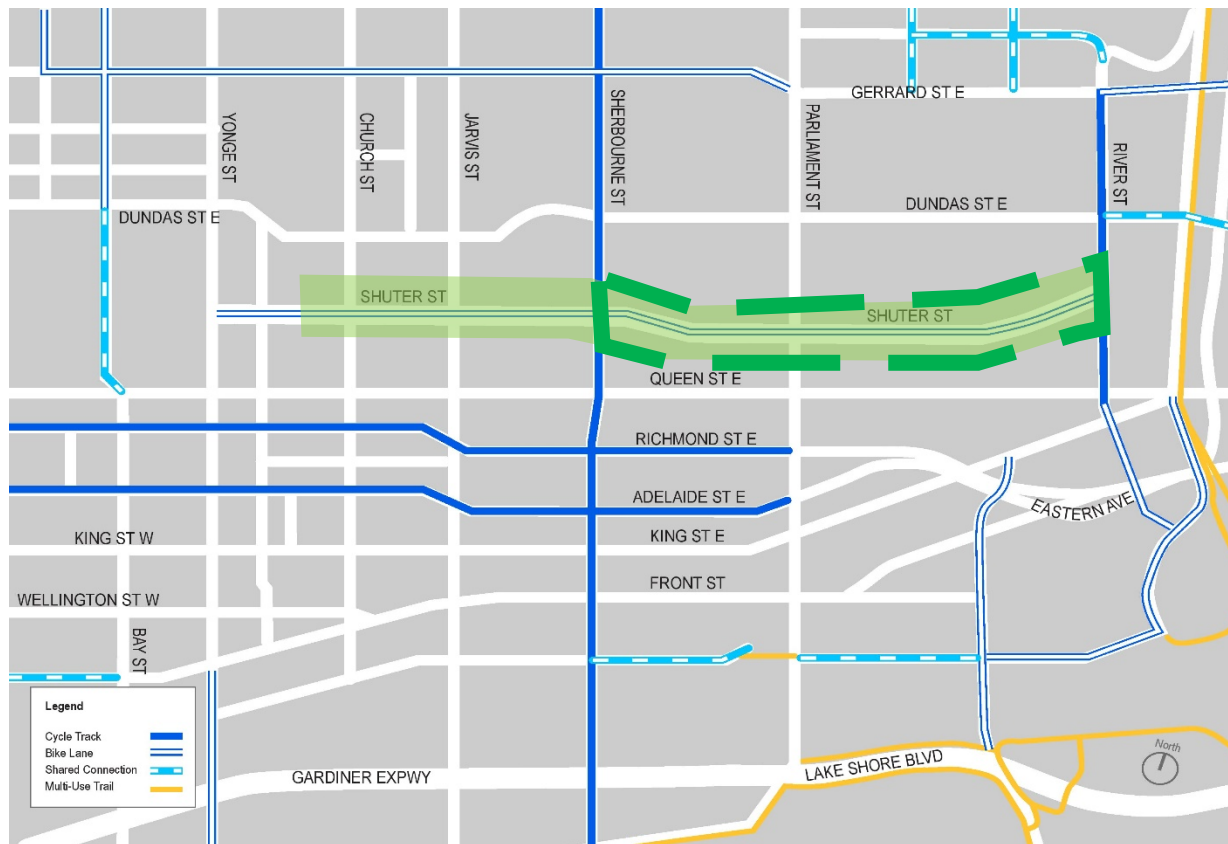 GERRARD ST E
YONGE ST
CHURCH ST
JARVIS ST
SHERBOURNE ST
PARLIAMENT ST
RIVER ST
DUNDAS ST E
DUNDAS ST E
SHUTER ST
SHUTER ST
QUEEN ST E
RICHMOND ST E
ADELAIDE ST E
EASTERN AVE
KING ST W
KING ST E
FRONT ST
WELLINGTON ST W
BAY ST
Legend
Cycle Track
Bike Lane
Shared Connection
Multi-Use Trail
GARDINER EXPWY
LAKE SHORE BLVD
North